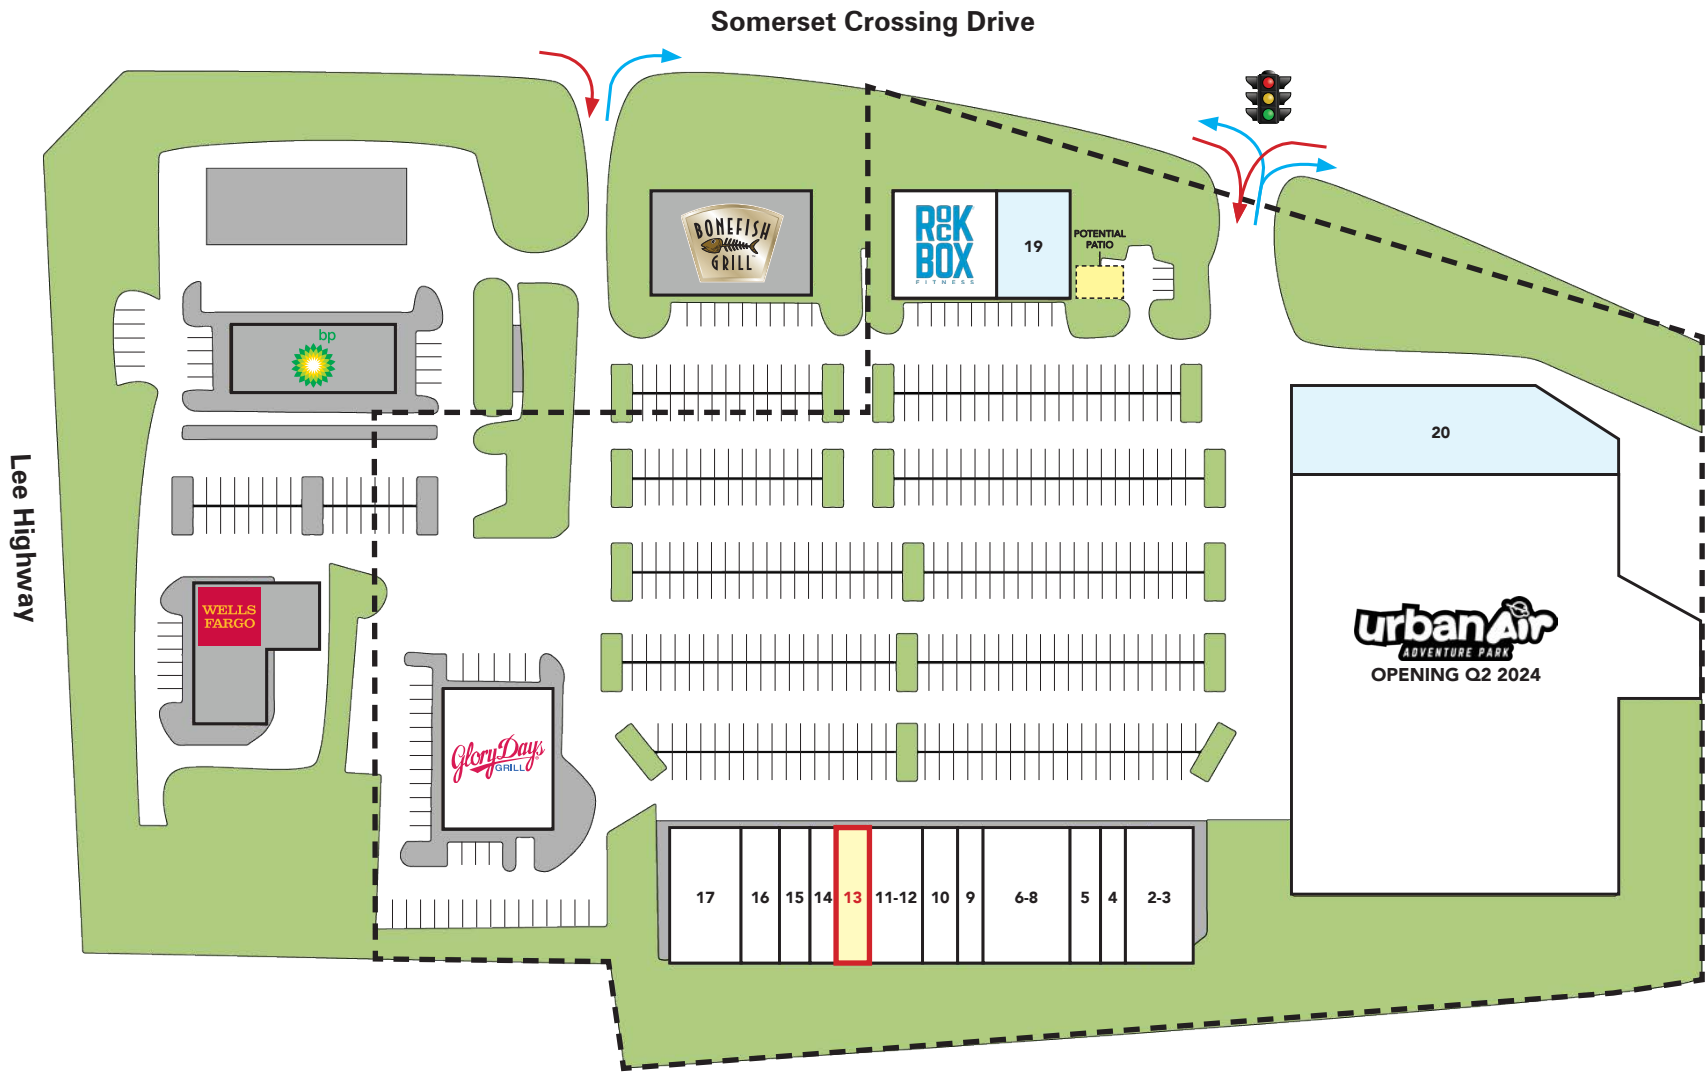 Somerset Crossing Drive
BONEFISH
GRILL
ROCK
BOX
FITNESS
19
POTENTIAL
PATIO
bp
20
Lee Highway
WELLS
FARGO
urban Air
ADVENTURE PARK
OPENING Q2 2024
Glory Days
GRILL
17
16
15
14
13
11-12
10
9
6-8
5
4
2-3